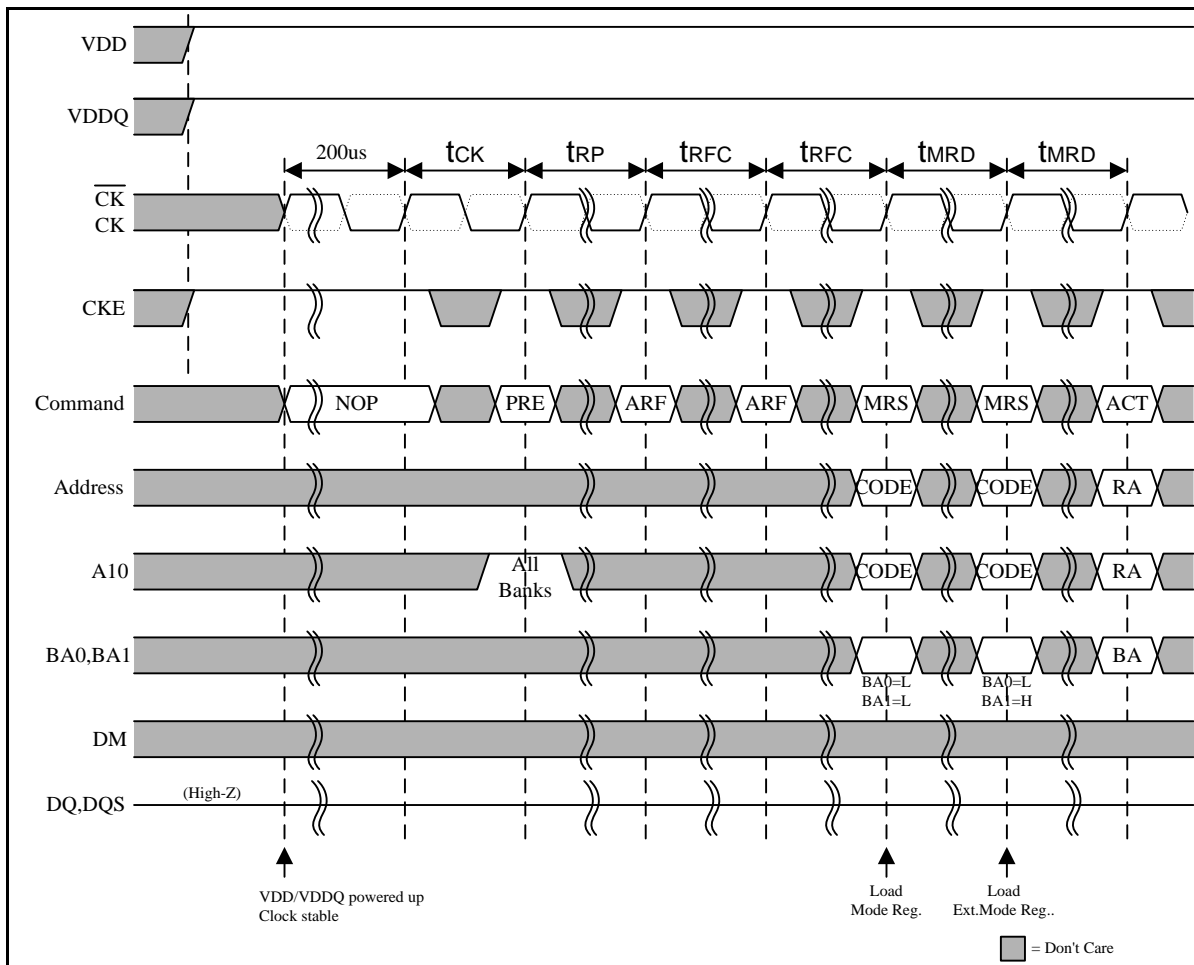 VDD
VDDQ
200us tCK tRP tRFC tRFC tMRD tMRD
CK
CK
CKE
Command NOP PRE ARF ARF MRS MRS ACT
Address CODE CODE RA
A10 All Banks CODE CODE RA
BA0,BA1 BA
BA0=L BA0=L
BA1=L BA1=H
DM
DQ,DQS (High-Z)
VDD/VDDQ powered up
Clock stable
Load
Mode Reg.
Load
Ext.Mode Reg..
= Don't Care